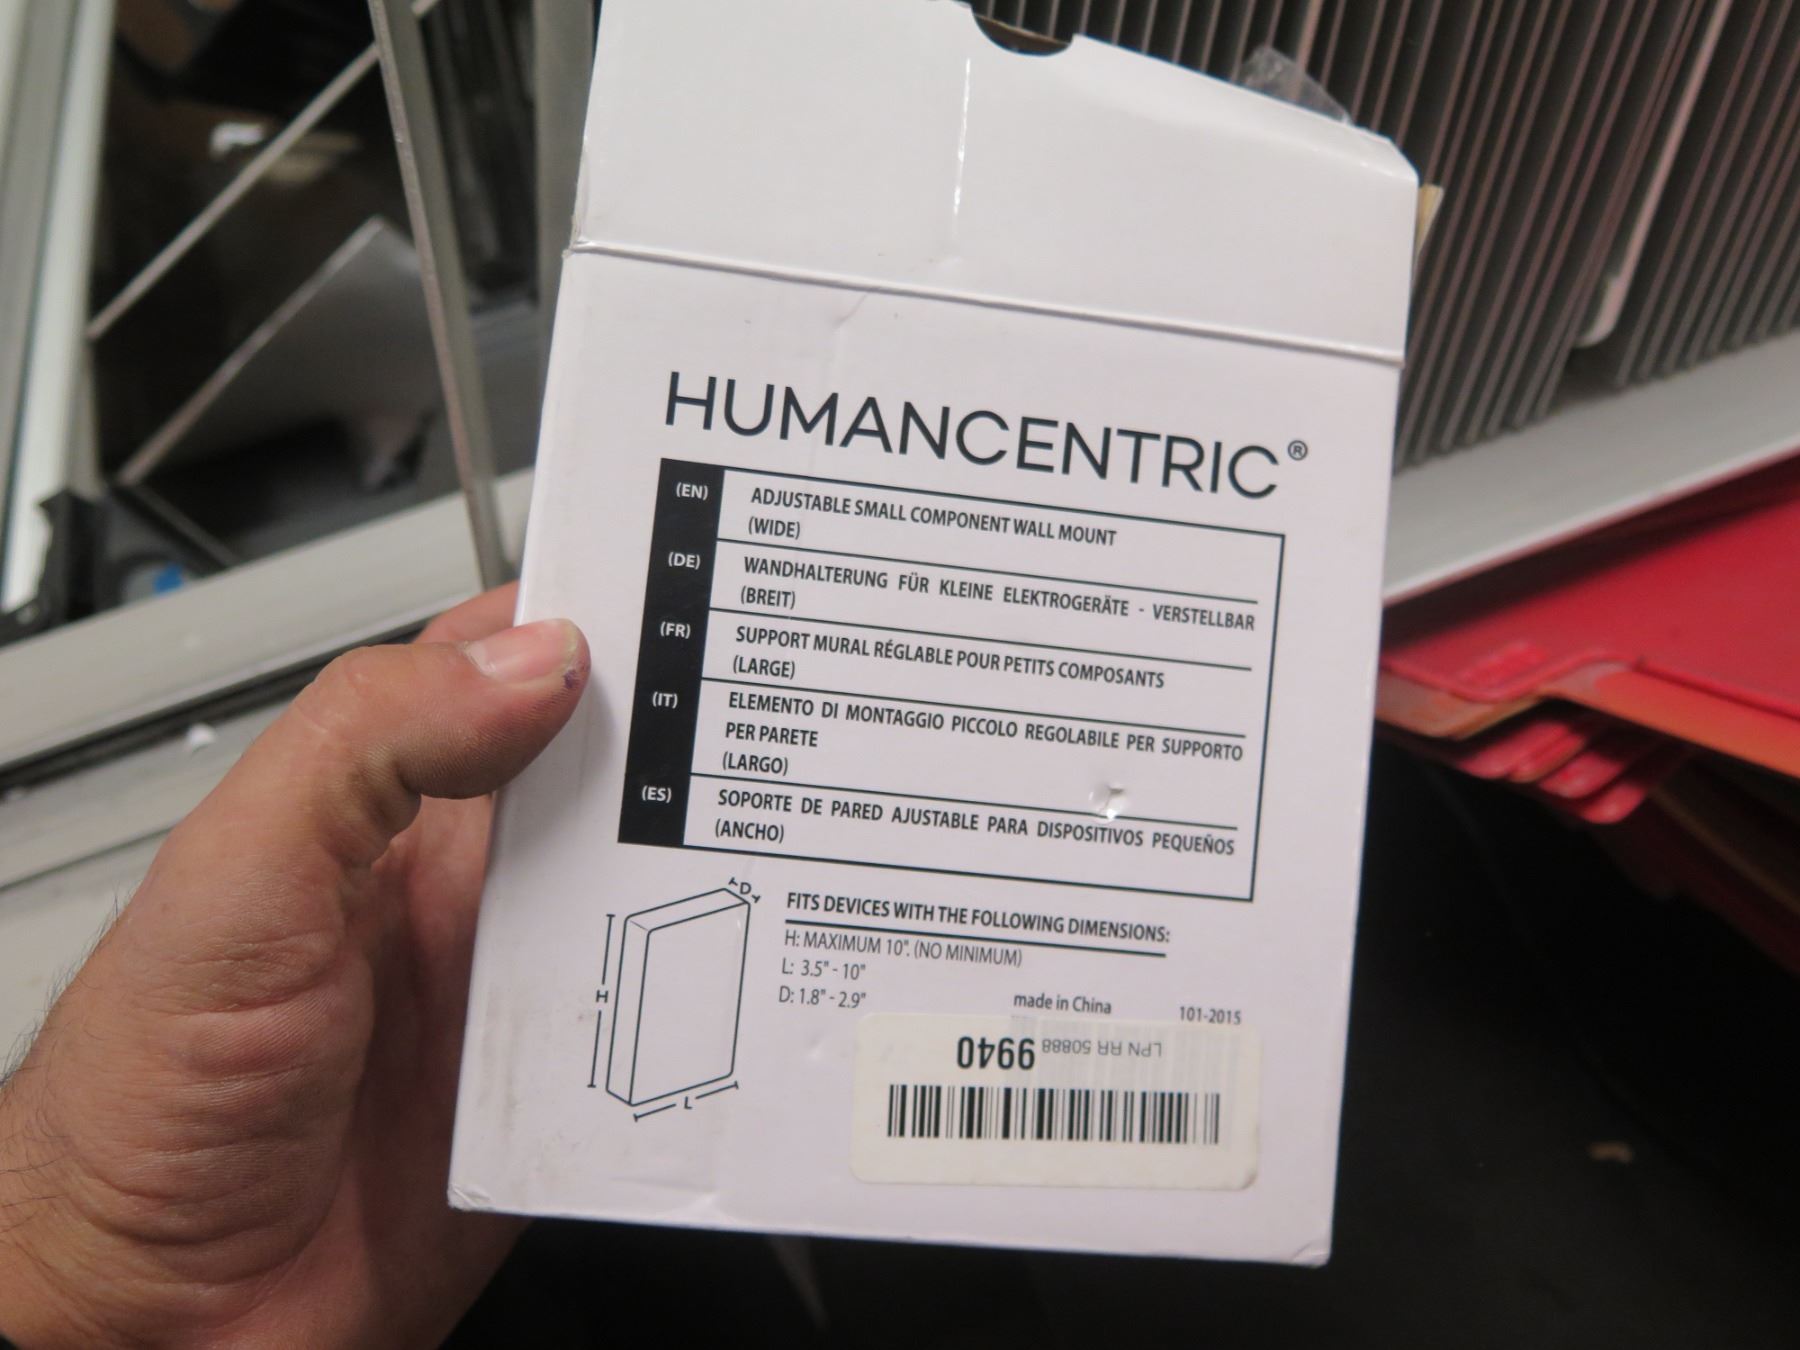 HUMANCENTRIC®
(EN) ADJUSTABLE SMALL COMPONENT WALL MOUNT
(WIDE)
(DE) WANDHALTERUNG FÜR KLEINE ELEKTROGERÄTE - VERSTELLBAR
(BREIT)
(FR) SUPPORT MURAL RÉGLABLE POUR PETITS COMPOSANTS
(LARGE)
(IT) ELEMENTO DI MONTAGGIO PICCOLO REGOLABILE PER SUPPORTO
PER PARETE
(LARGO)
(ES) SOPORTE DE PARED AJUSTABLE PARA DISPOSITIVOS PEQUEÑOS
(ANCHO)
D
H
L
FITS DEVICES WITH THE FOLLOWING DIMENSIONS:
H: MAXIMUM 10". (NO MINIMUM)
L: 3.5" - 10"
D: 1.8" - 2.9"
made in China
101-2015
LPN RR 50888 9940